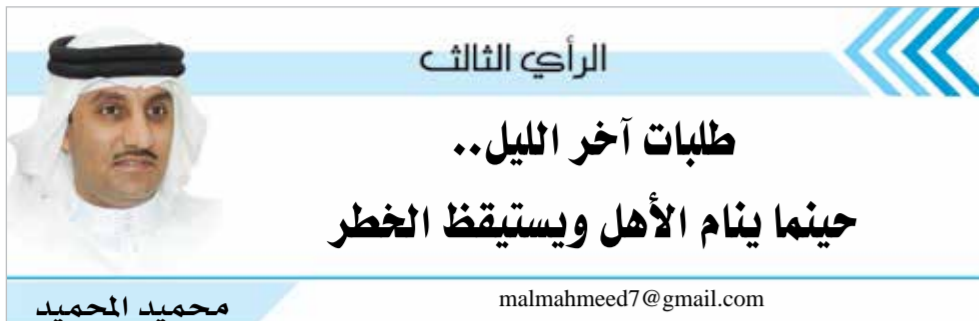 الرأي الثالث
طلبات آخر الليل..
حينما ينام الأهل ويستيقظ الخطر
malmahmeed7@gmail.com
محميد المحميد